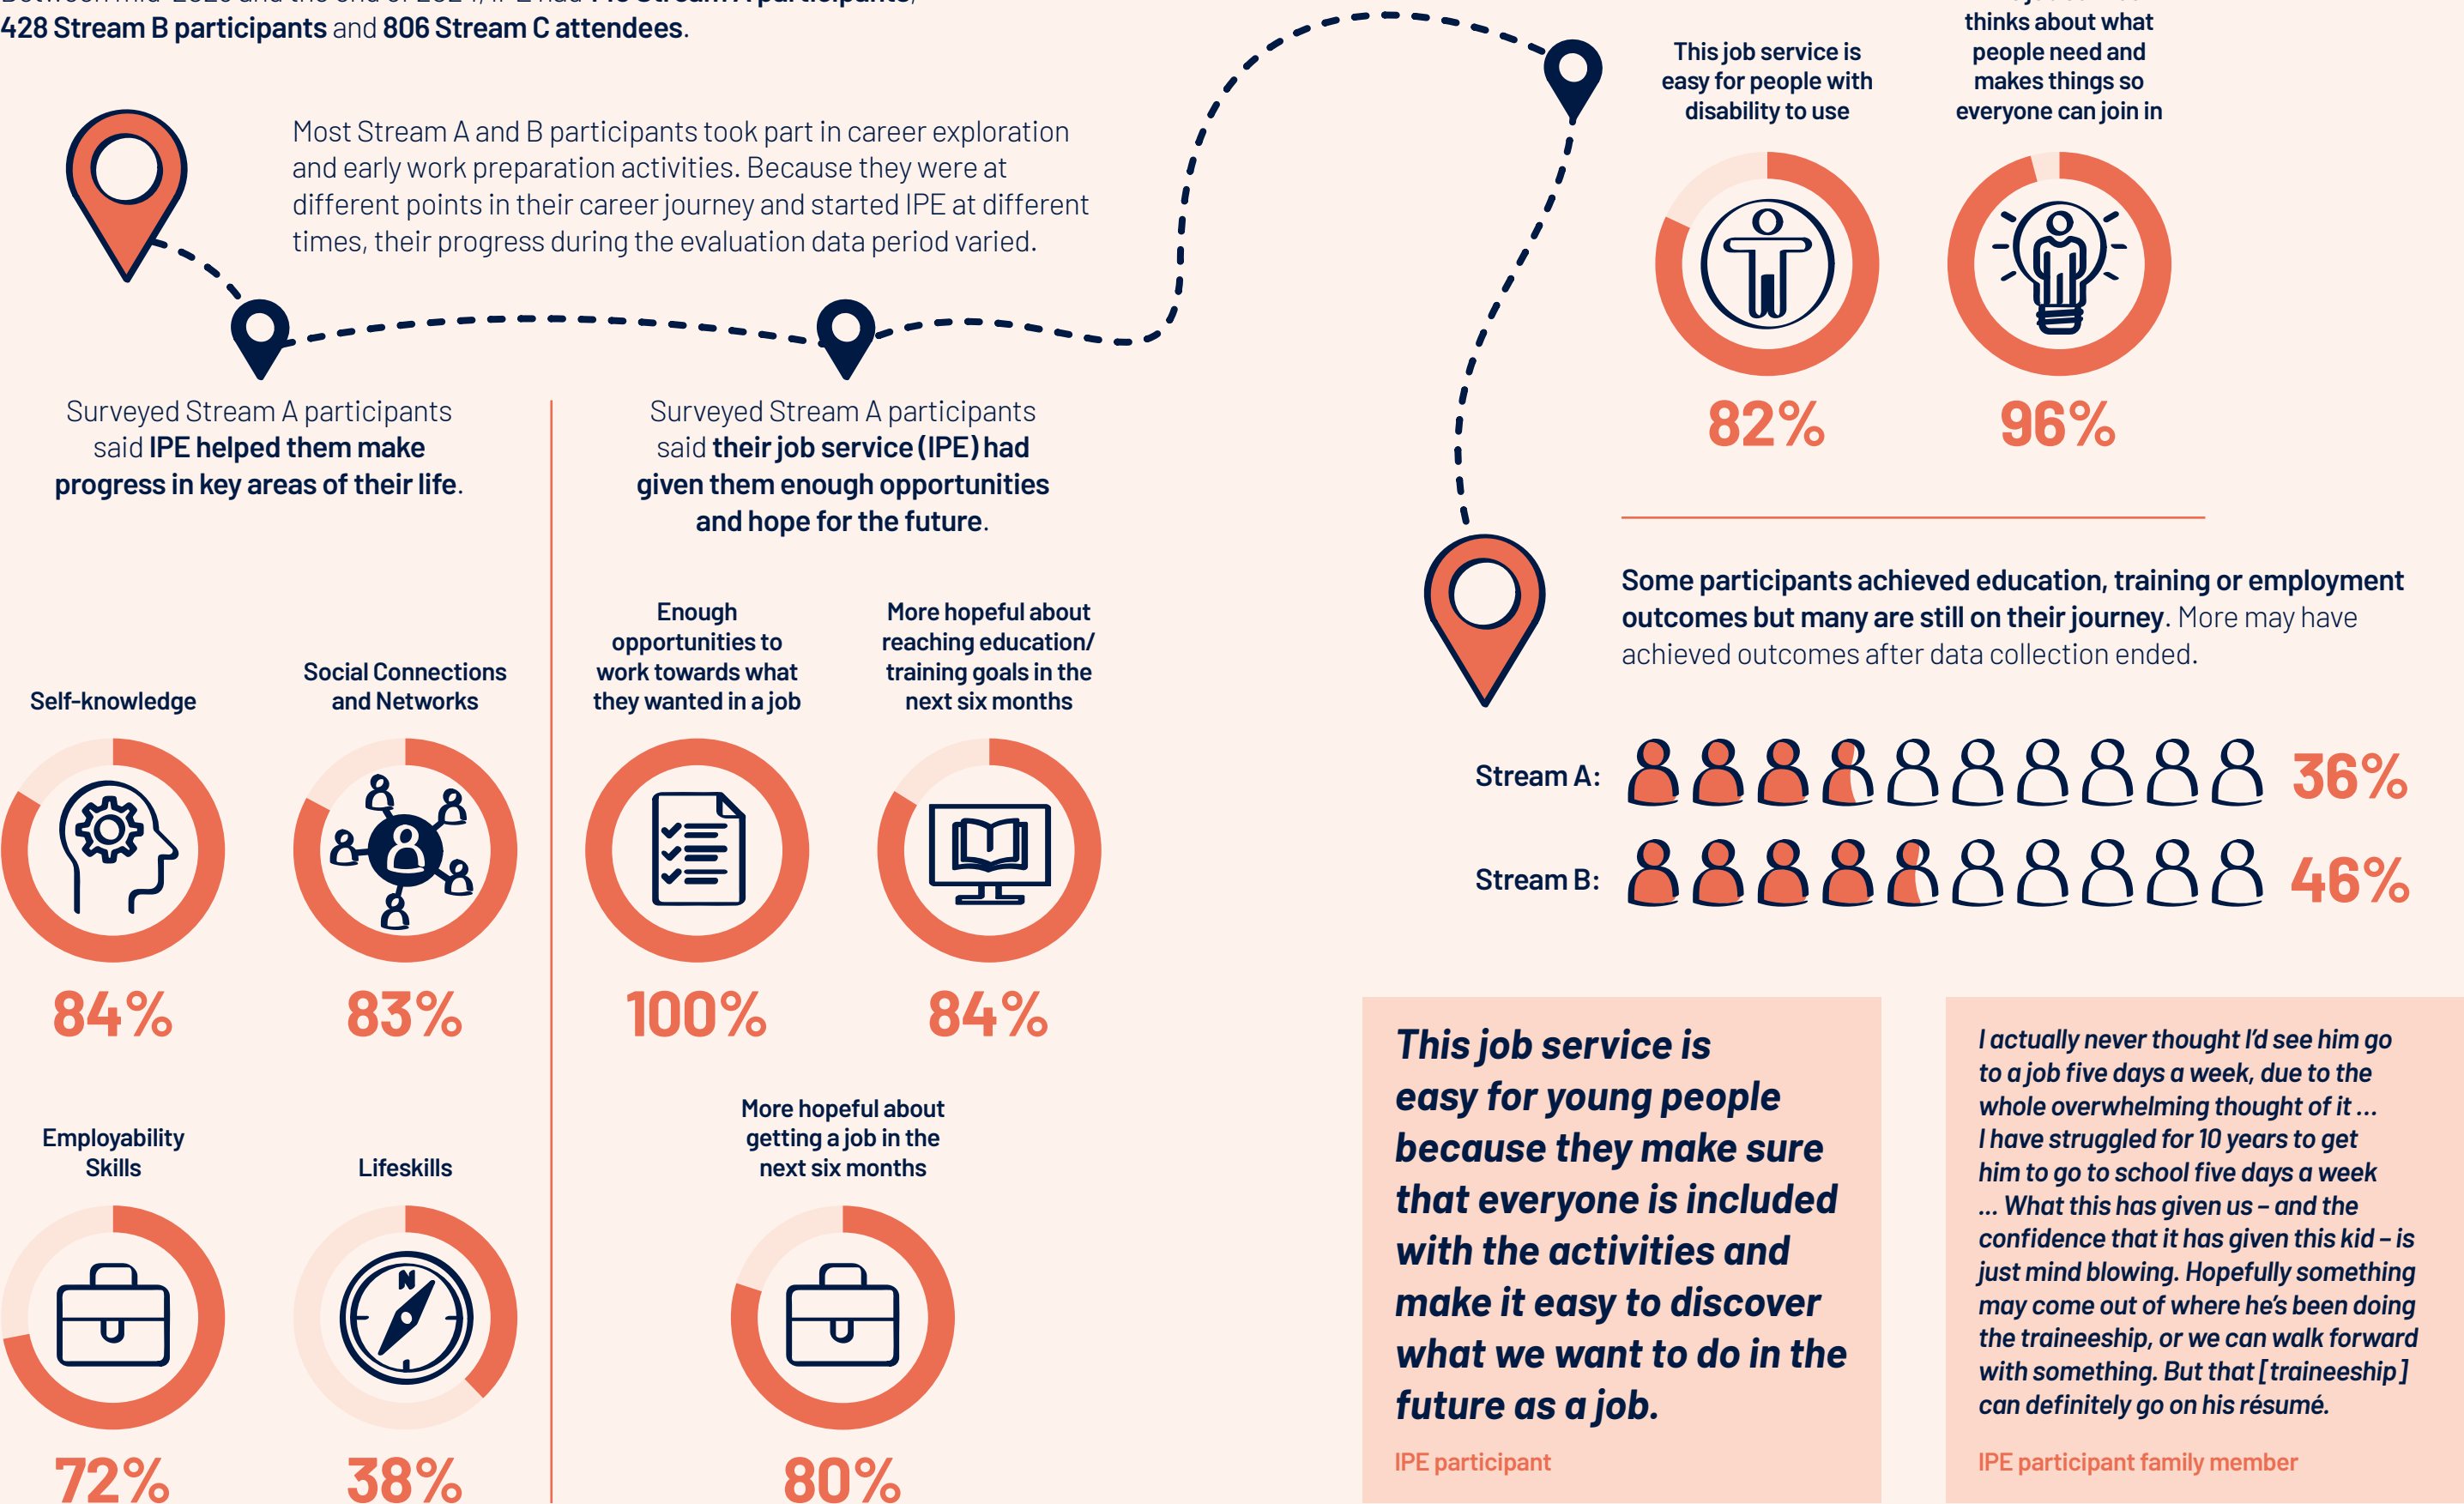 428 Stream B participants and 806 Stream C attendees.
Most Stream A and B participants took part in career exploration
and early work preparation activities. Because they were at
different points in their career journey and started IPE at different
times, their progress during the evaluation data period varied.
Surveyed Stream A participants
said IPE helped them make
progress in key areas of their life.
Self-knowledge
84%
Social Connections
and Networks
83%
Employability
Skills
72%
Lifeskills
N
38%
Surveyed Stream A participants
said their job service (IPE) had
given them enough opportunities
and hope for the future.
Enough
opportunities to
work towards what
they wanted in a job
100%
More hopeful about
reaching education/
training goals in the
next six months
84%
More hopeful about
getting a job in the
next six months
80%
This job service is
easy for people with
disability to use
82%
thinks about what
people need and
makes things so
everyone can join in
96%
Some participants achieved education, training or employment
outcomes but many are still on their journey. More may have
achieved outcomes after data collection ended.
Stream A:
36%
Stream B:
46%
This job service is
easy for young people
because they make sure
that everyone is included
with the activities and
make it easy to discover
what we want to do in the
future as a job.
IPE participant
I actually never thought I'd see him go
to a job five days a week, due to the
whole overwhelming thought of it ...
I have struggled for 10 years to get
him to go to school five days a week
... What this has given us – and the
confidence that it has given this kid – is
just mind blowing. Hopefully something
may come out of where he's been doing
the traineeship, or we can walk forward
with something. But that [traineeship]
can definitely go on his résumé.
IPE participant family member